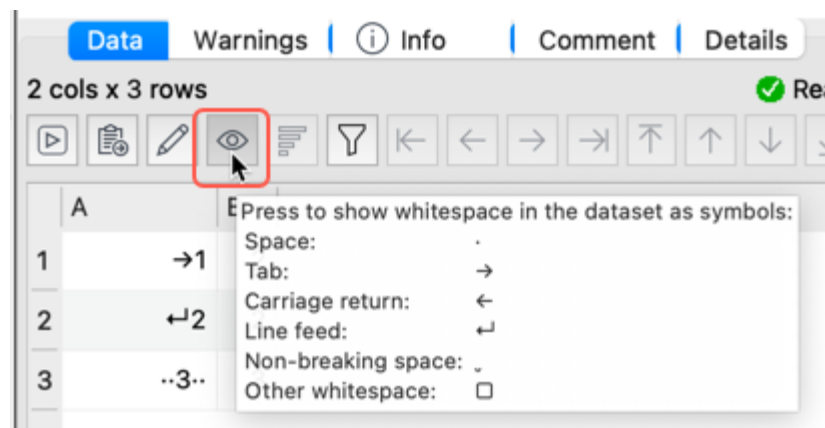 Data Warnings Info Comment Details
2 cols x 3 rows
A
Press to show whitespace in the dataset as symbols:
Space: ·
Tab: →
Carriage return: ←
Line feed: ↵
Non-breaking space: ˬ
Other whitespace: □
1 →1
2 ↵2
3 ··3··